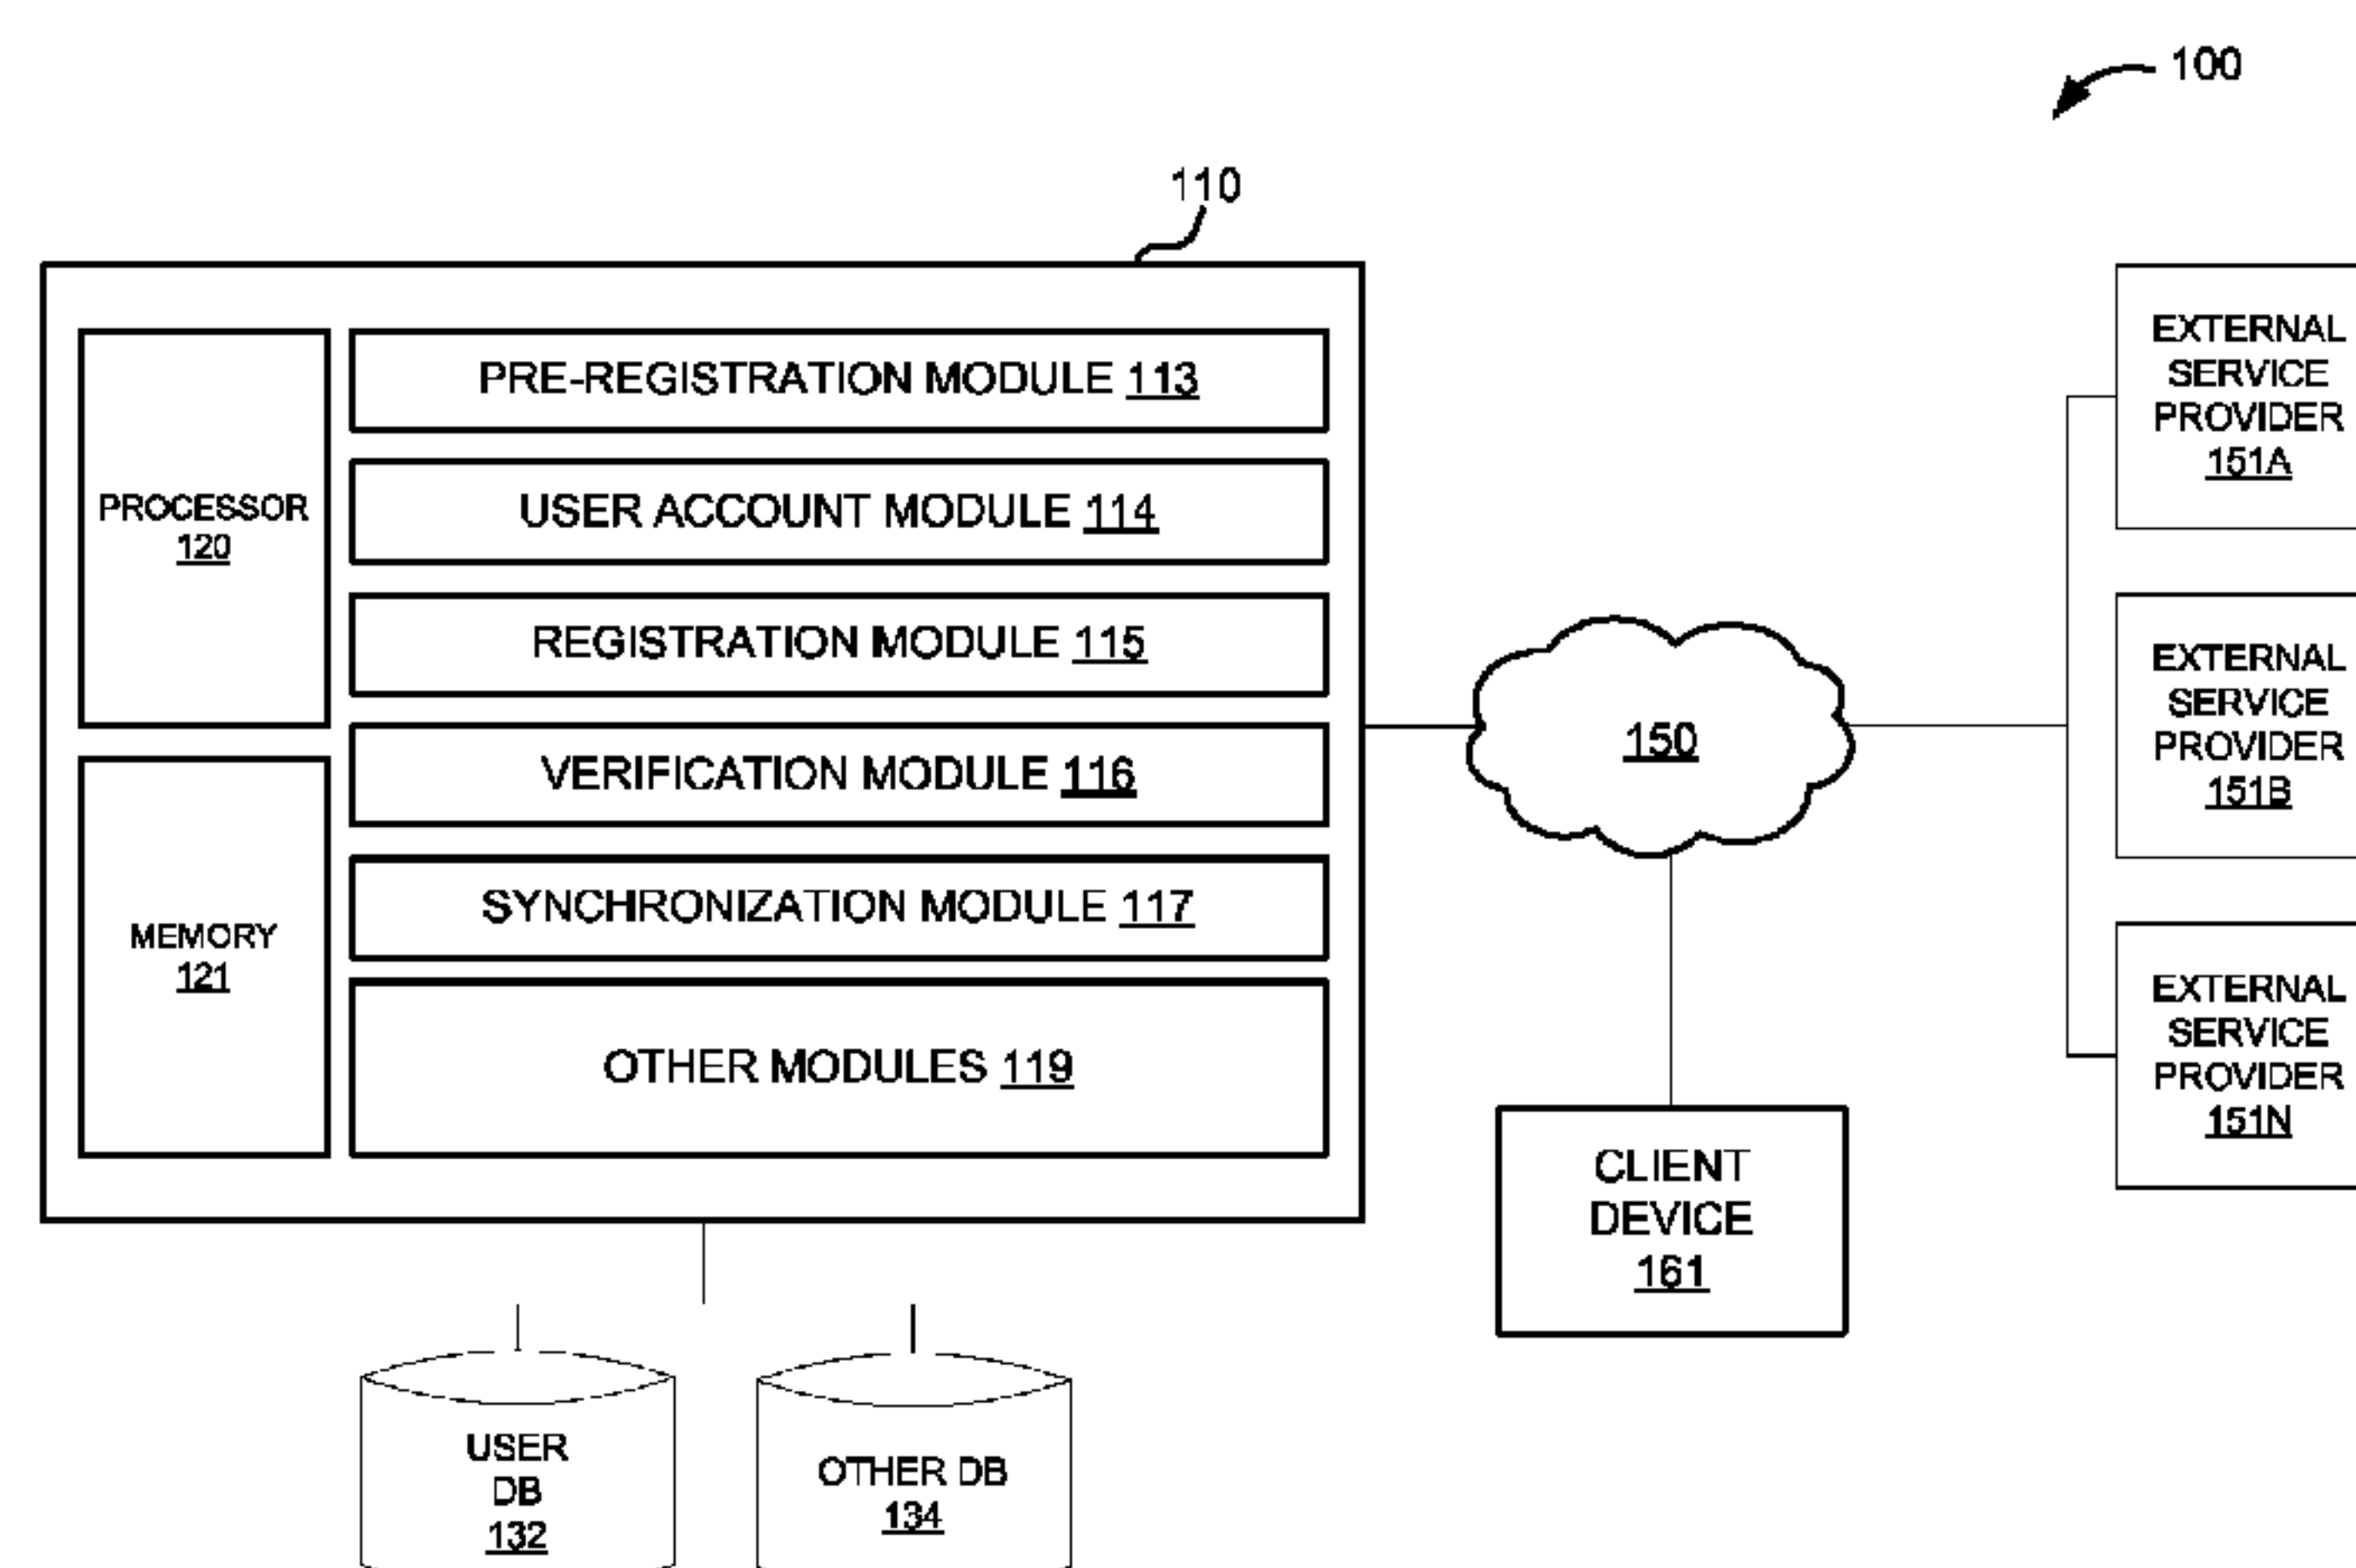 100
110
PROCESSOR
120
MEMORY
121
PRE-REGISTRATION MODULE 113
USER ACCOUNT MODULE 114
REGISTRATION MODULE 115
VERIFICATION MODULE 116
SYNCHRONIZATION MODULE 117
OTHER MODULES 119
150
CLIENT
DEVICE
161
EXTERNAL
SERVICE
PROVIDER
151A
EXTERNAL
SERVICE
PROVIDER
151B
EXTERNAL
SERVICE
PROVIDER
151N
USER
DB
132
OTHER DB
134